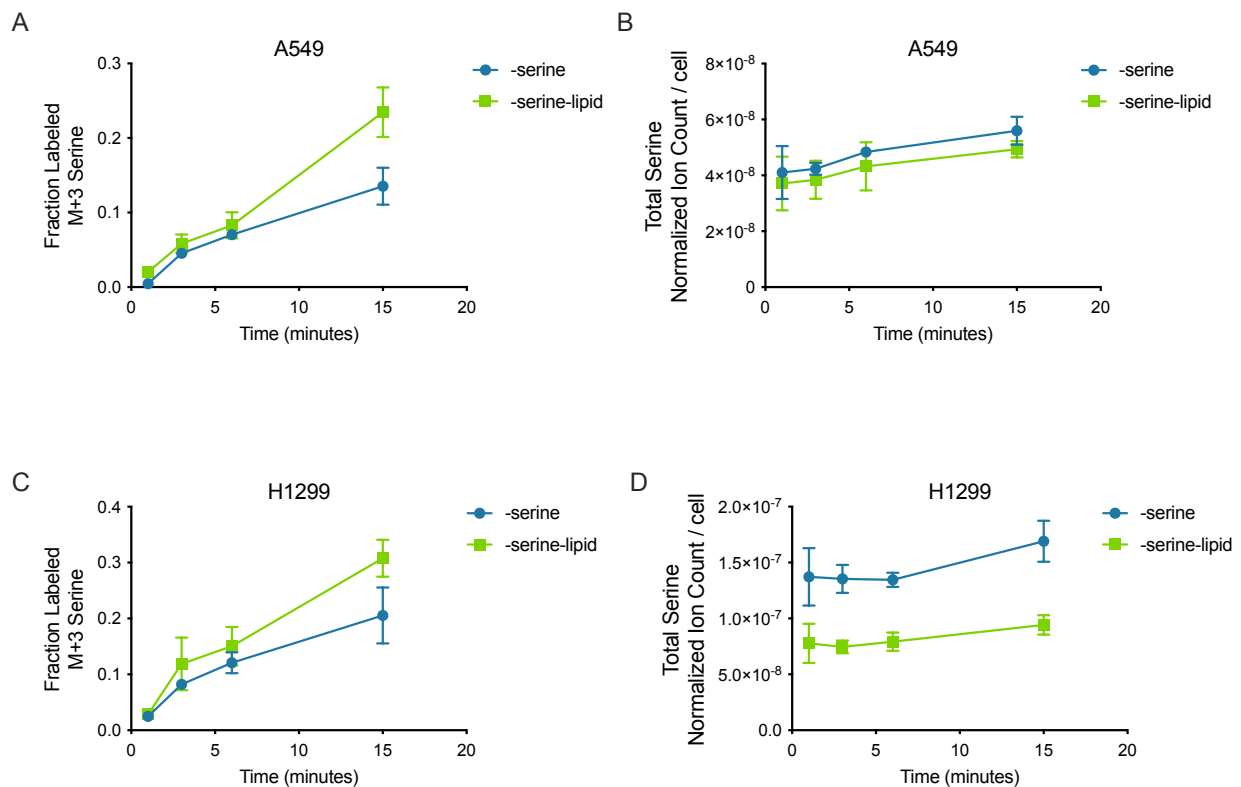 A
A549
0.3
0.2
0.1
0.0
Fraction Labeled
M+3 Serine
0 5 10 15 20
Time (minutes)
-serine
-serine-lipid
B
A549
8×10⁻⁸
6×10⁻⁸
4×10⁻⁸
2×10⁻⁸
0
Total Serine
Normalized Ion Count / cell
0 5 10 15 20
Time (minutes)
-serine
-serine-lipid
C
H1299
0.4
0.3
0.2
0.1
0.0
Fraction Labeled
M+3 Serine
0 5 10 15 20
Time (minutes)
-serine
-serine-lipid
D
H1299
2.0×10⁻⁷
1.5×10⁻⁷
1.0×10⁻⁷
5.0×10⁻⁸
0.0
Total Serine
Normalized Ion Count / cell
0 5 10 15 20
Time (minutes)
-serine
-serine-lipid